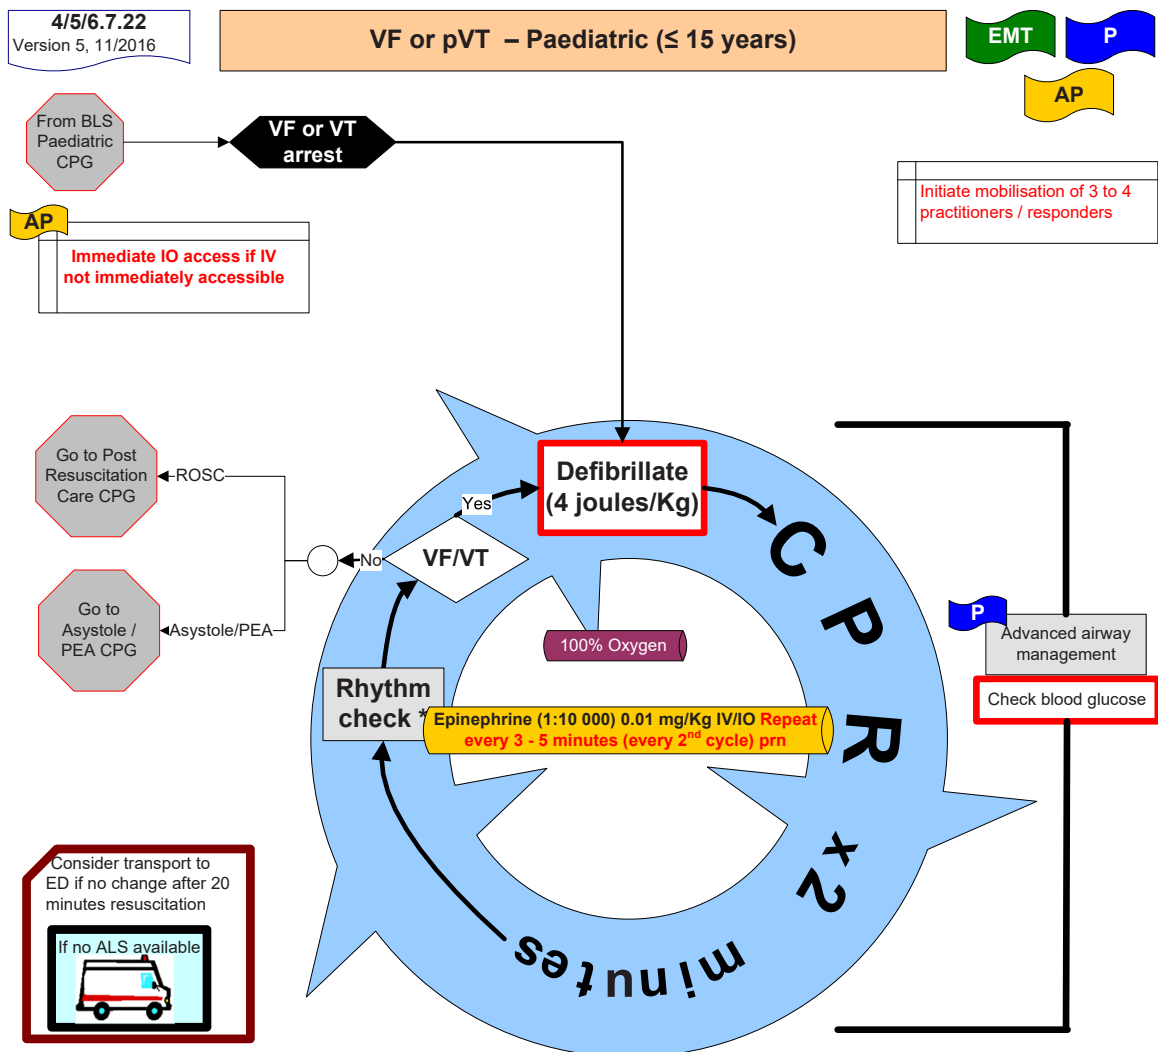 4/5/6.7.22
Version 5, 11/2016
VF or pVT – Paediatric (≤ 15 years)
EMT
P
AP
From BLS
Paediatric
CPG
VF or VT
arrest
Initiate mobilisation of 3 to 4
practitioners / responders
AP
Immediate IO access if IV
not immediately accessible
Go to Post
Resuscitation
Care CPG
ROSC
Yes
Defibrillate
(4 joules/Kg)
VF/VT
No
Go to
Asystole /
PEA CPG
Asystole/PEA
100% Oxygen
CPR x2 minutes
P
Advanced airway
management
Check blood glucose
Rhythm
check *
Epinephrine (1:10 000) 0.01 mg/Kg IV/IO Repeat
every 3 - 5 minutes (every 2nd cycle) prn
Consider transport to
ED if no change after 20
minutes resuscitation
If no ALS available